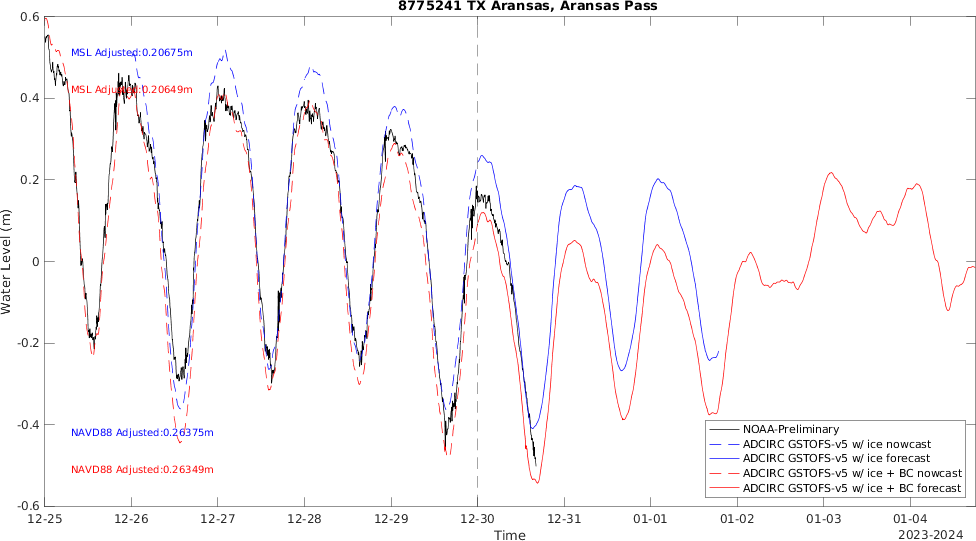 8775241 TX Aransas, Aransas Pass
0.6
0.4
0.2
0
-0.2
-0.4
-0.6
Water Level (m)
MSL Adjusted:0.20675m
MSL Adjusted:0.20649m
NAVD88 Adjusted:0.26375m
NAVD88 Adjusted:0.26349m
NOAA-Preliminary
ADCIRC GSTOFS-v5 w/ ice nowcast
ADCIRC GSTOFS-v5 w/ ice forecast
ADCIRC GSTOFS-v5 w/ ice + BC nowcast
ADCIRC GSTOFS-v5 w/ ice + BC forecast
12-25 12-26 12-27 12-28 12-29 12-30 12-31 01-01 01-02 01-03 01-04
Time
2023-2024